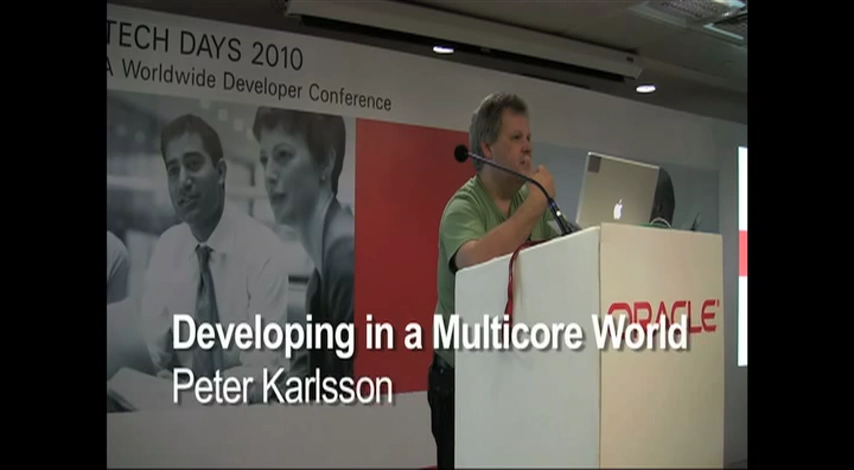 TECH DAYS 2010
A Worldwide Developer Conference
ORACLE
Developing in a Multicore World
Peter Karlsson